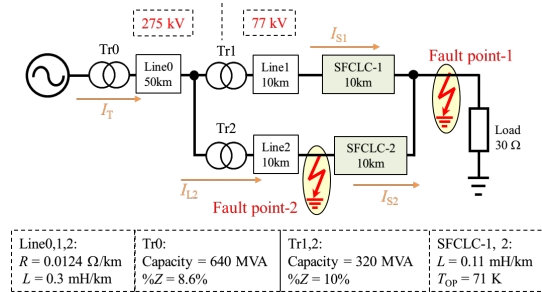 275 kV
77 kV
Tr0
Line0
50km
Tr1
Line1
10km
I_S1
SFCLC-1
10km
Fault point-1
I_T
Tr2
Line2
10km
SFCLC-2
10km
Load
30 Ω
I_L2
I_S2
Fault point-2
Line0,1,2:
R = 0.0124 Ω/km
L = 0.3 mH/km
Tr0:
Capacity = 640 MVA
%Z = 8.6%
Tr1,2:
Capacity = 320 MVA
%Z = 10%
SFCLC-1, 2:
L = 0.11 mH/km
T_OP = 71 K